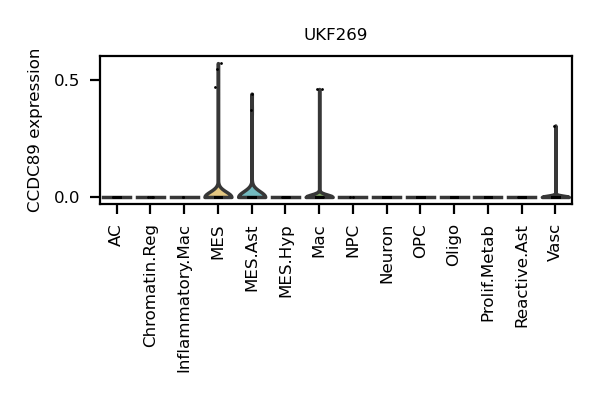 UKF269
CCDC89 expression
0.5
0.0
AC
Chromatin.Reg
Inflammatory.Mac
MES
MES.Ast
MES.Hyp
Mac
NPC
Neuron
OPC
Oligo
Prolif.Metab
Reactive.Ast
Vasc